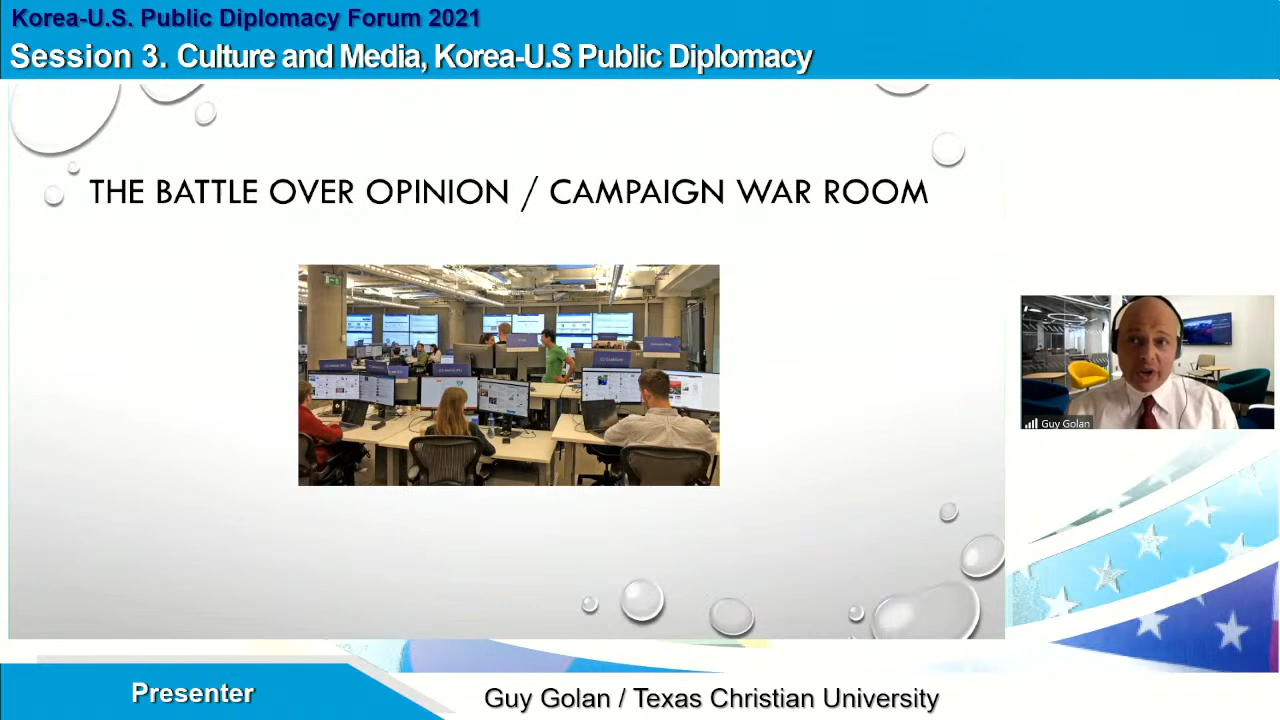 Korea-U.S. Public Diplomacy Forum 2021
Session 3. Culture and Media, Korea-U.S Public Diplomacy
THE BATTLE OVER OPINION / CAMPAIGN WAR ROOM
Guy Golan
Presenter
Guy Golan / Texas Christian University